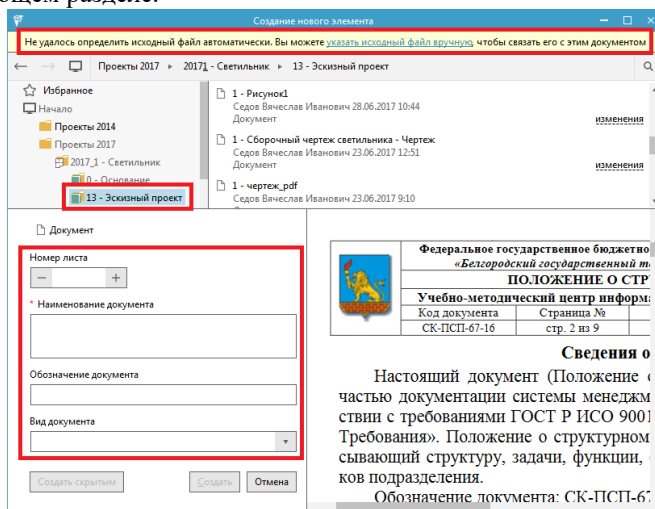 ющем разделе.
Создание нового элемента
Не удалось определить исходный файл автоматически. Вы можете указать исходный файл вручную, чтобы связать его с этим документом
Проекты 2017 ▸ 2017_1 - Светильник ▸ 13 - Эскизный проект
Избранное
Начало
Проекты 2014
Проекты 2017
2017_1 - Светильник
0 - Основание
13 - Эскизный проект
1 - Рисунок1
Седов Вячеслав Иванович 28.06.2017 10:44
Документ изменения
1 - Сборочный чертеж светильника - Чертеж
Седов Вячеслав Иванович 23.06.2017 12:51
Документ изменения
1 - чертеж_pdf
Седов Вячеслав Иванович 23.06.2017 9:10
Документ
Номер листа
* Наименование документа
Обозначение документа
Вид документа
Создать скрытым Создать Отмена
Федеральное государственное бюджетно
«Белгородский государственный т
ПОЛОЖЕНИЕ О СТР
Учебно-методический центр информ
Код документа Страница №
СК-ПСП-67-16 стр. 2 из 9
Сведения о
Настоящий документ (Положение
частью документации системы менеджм
ствии с требованиями ГОСТ Р ИСО 9001
Требования». Положение о структурном
сывающий структуру, задачи, функции,
ков подразделения.
Обозначение документа: СК-ПСП-67